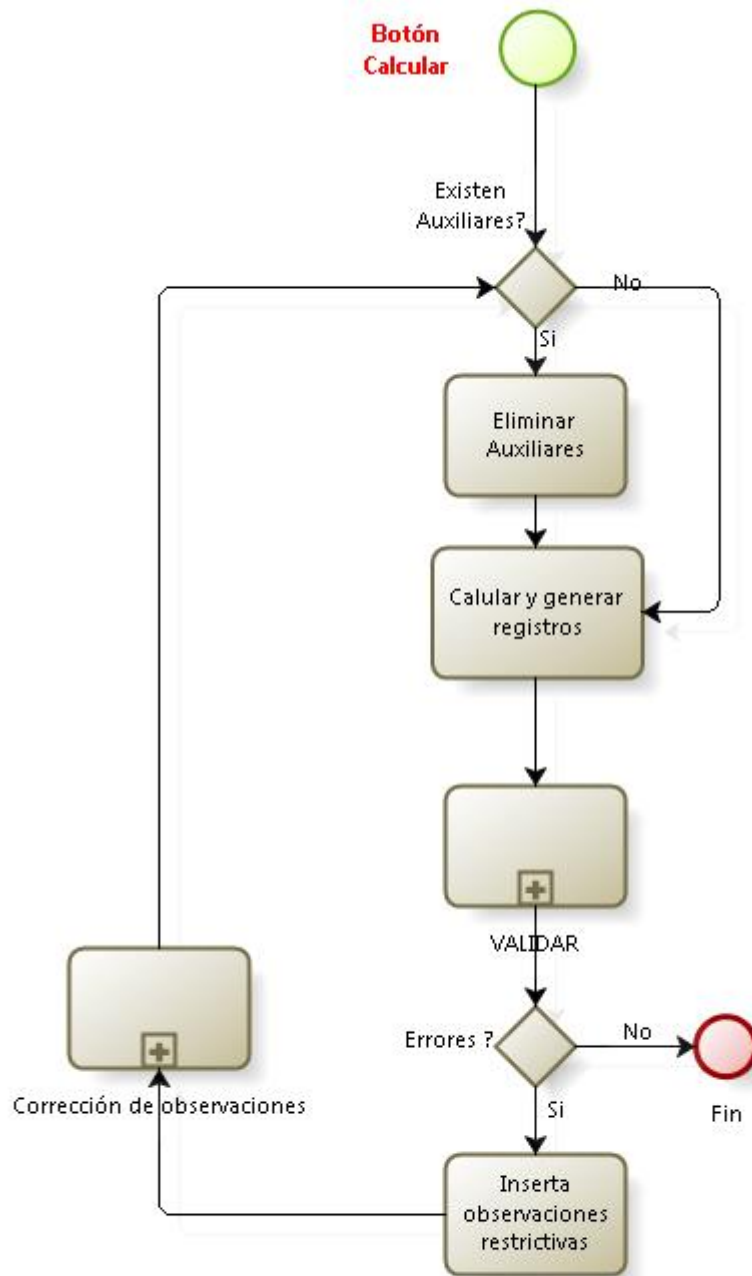 Botón
Calcular
Existen
Auxiliares?
No
Si
Eliminar
Auxiliares
Calular y generar
registros
VALIDAR
Errores ?
No
Fin
Si
Corrección de observaciones
Inserta
observaciones
restrictivas